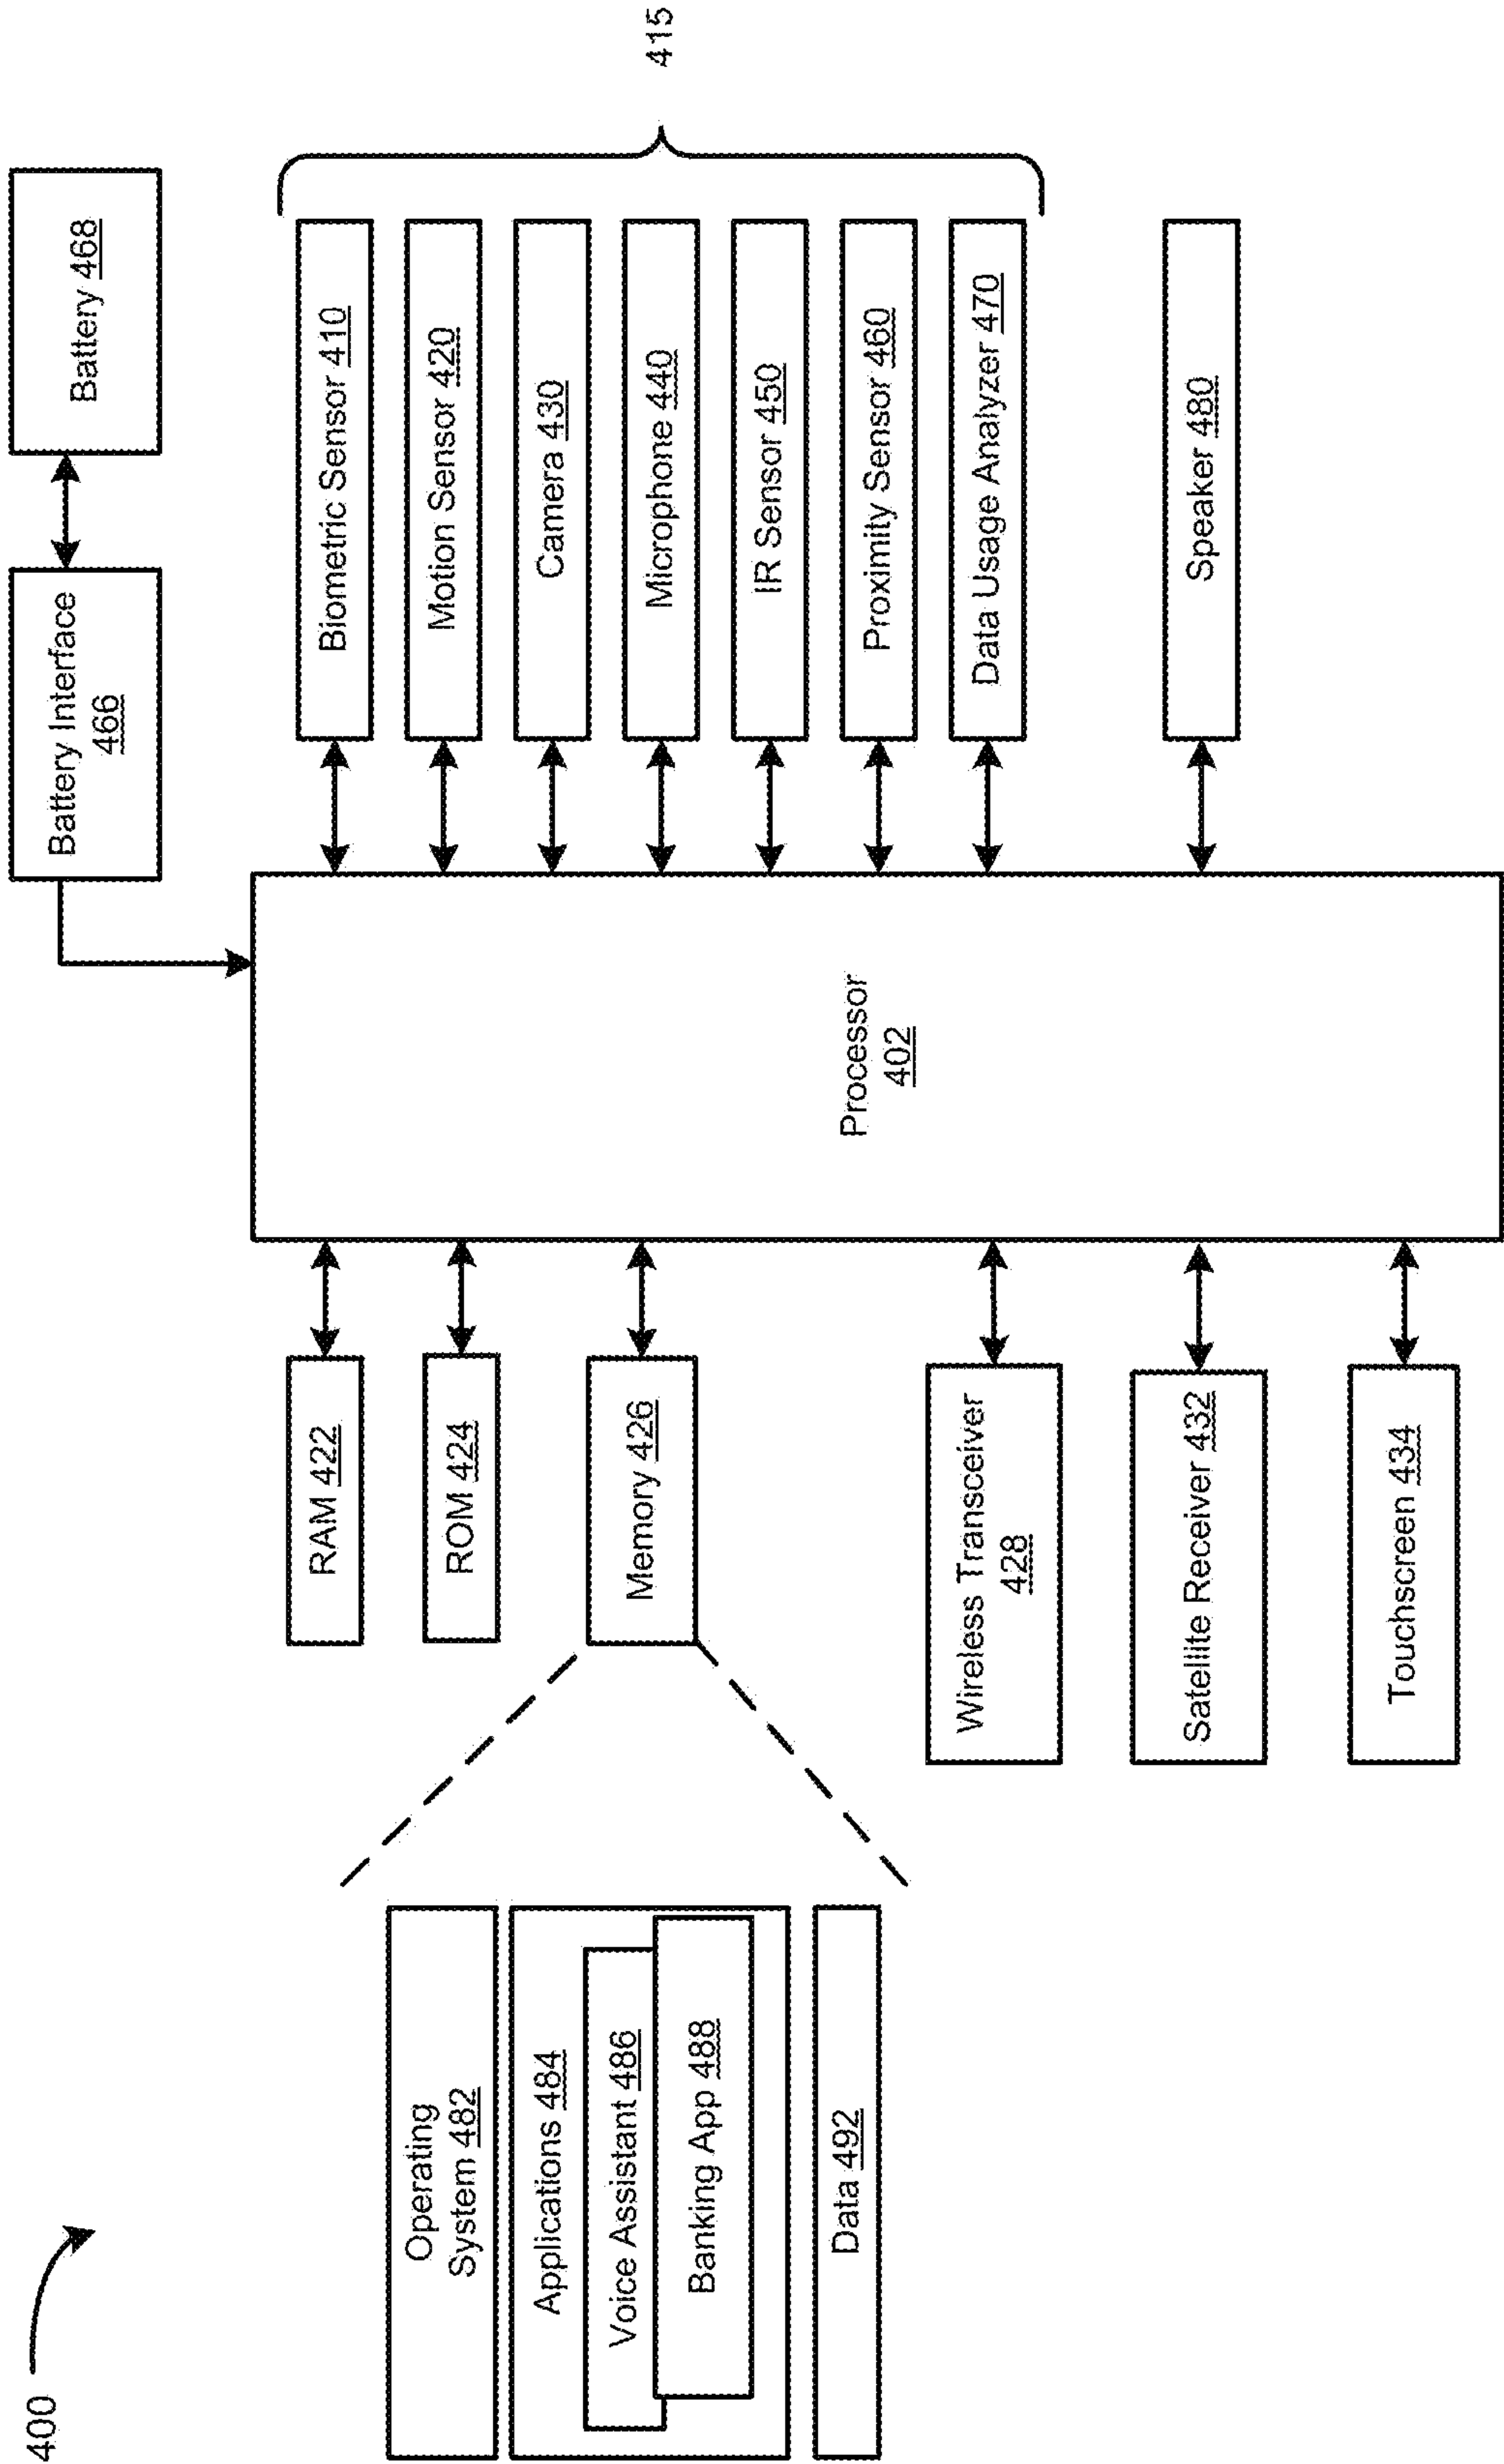 400
Operating
System 482
Applications 484
Voice Assistant 486
Banking App 488
Data 492
RAM 422
ROM 424
Memory 426
Wireless Transceiver
428
Satellite Receiver 432
Touchscreen 434
Processor
402
Battery Interface
466
Battery 468
Biometric Sensor 410
Motion Sensor 420
Camera 430
Microphone 440
IR Sensor 450
Proximity Sensor 460
Data Usage Analyzer 470
Speaker 480
415